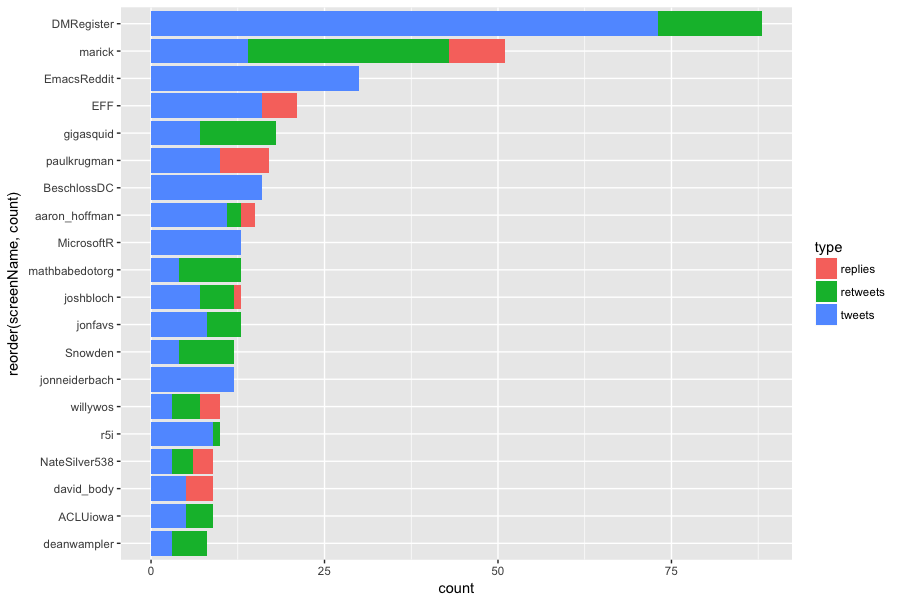 DMRegister
marick
EmacsReddit
EFF
gigasquid
paulkrugman
BeschlossDC
aaron_hoffman
MicrosoftR
mathbabedotorg
joshbloch
jonfavs
Snowden
jonneiderbach
willywos
r5i
NateSilver538
david_body
ACLUiowa
deanwampler
reorder(screenName, count)
0 25 50 75
count
type
replies
retweets
tweets